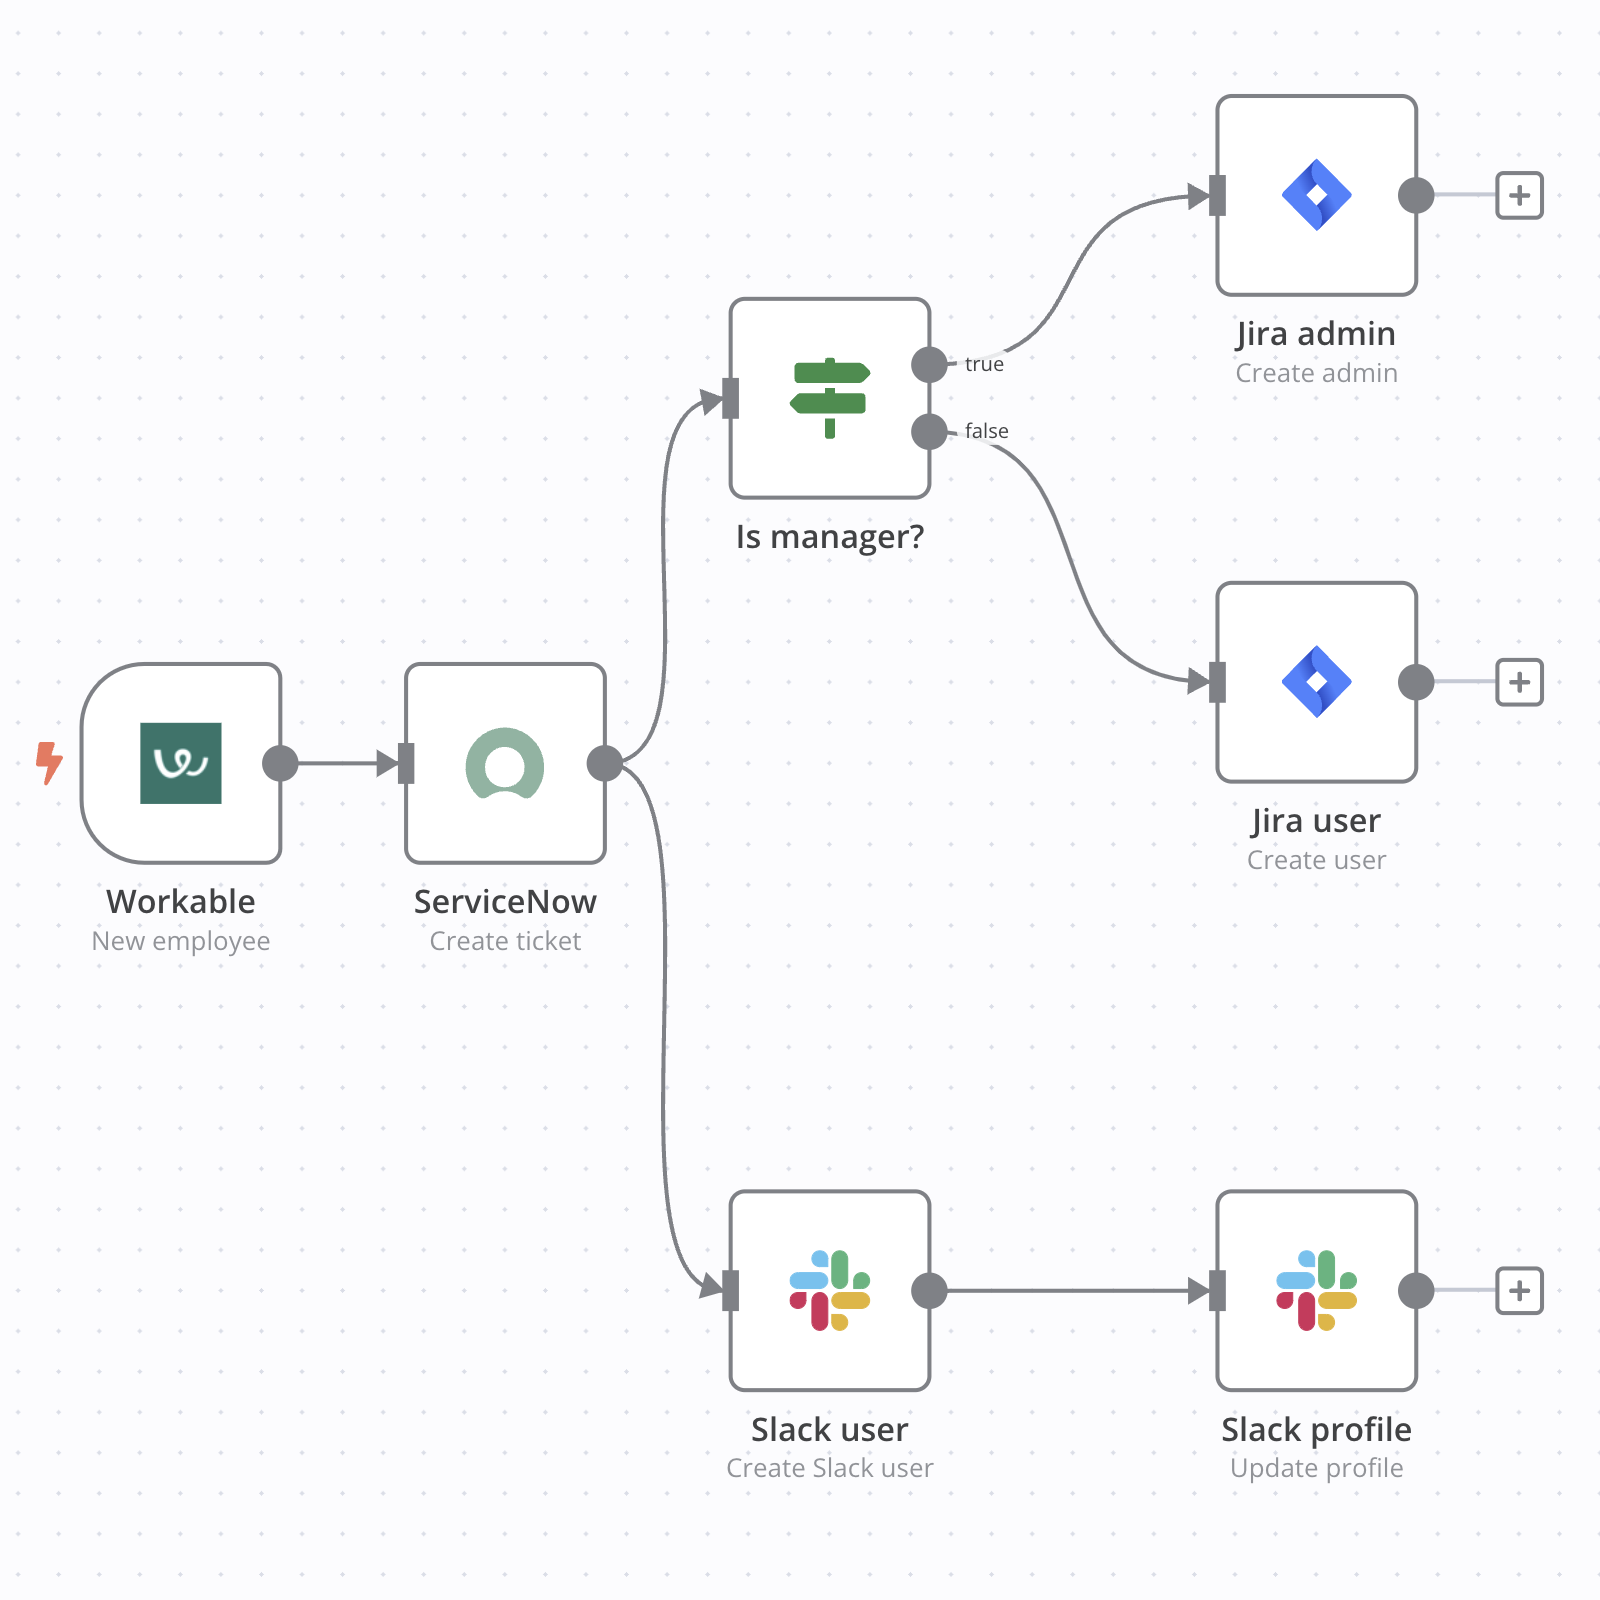 Jira admin
Create admin
true
false
Is manager?
Jira user
Create user
Workable
New employee
ServiceNow
Create ticket
Slack user
Create Slack user
Slack profile
Update profile